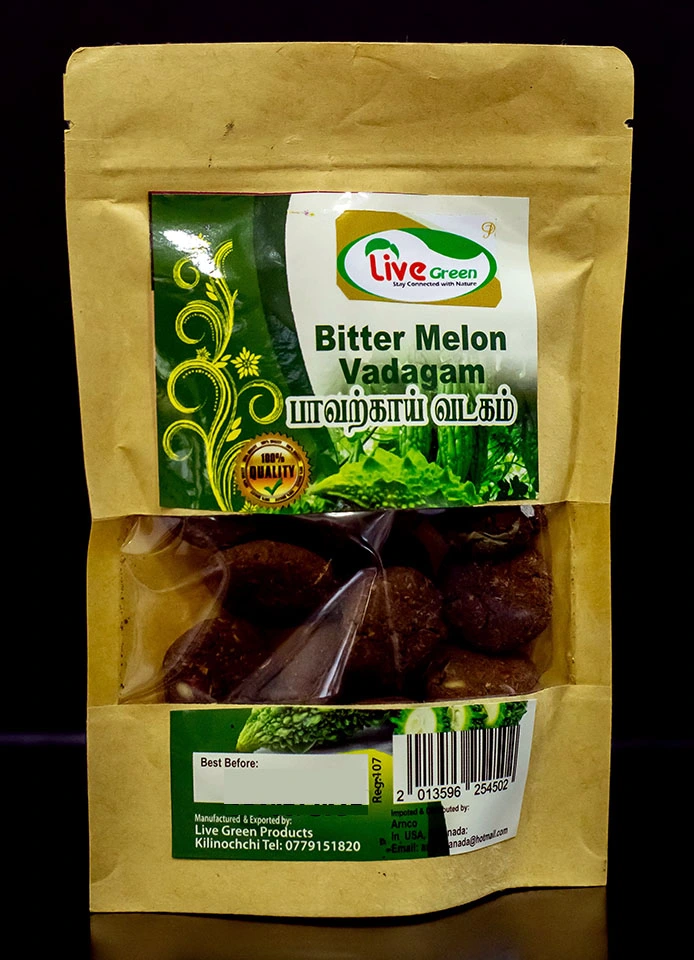 Live Green
Stay Connected with Nature
Bitter Melon
Vadagam
பாவற்காய் வடகம்
100%
QUALITY
Best Before:
Reg:107
2 013596 254502
Manufactured & Exported by:
Live Green Products
Kilinochchi Tel: 0779151820
Imported & by:
Arnco
In USA,
Email: